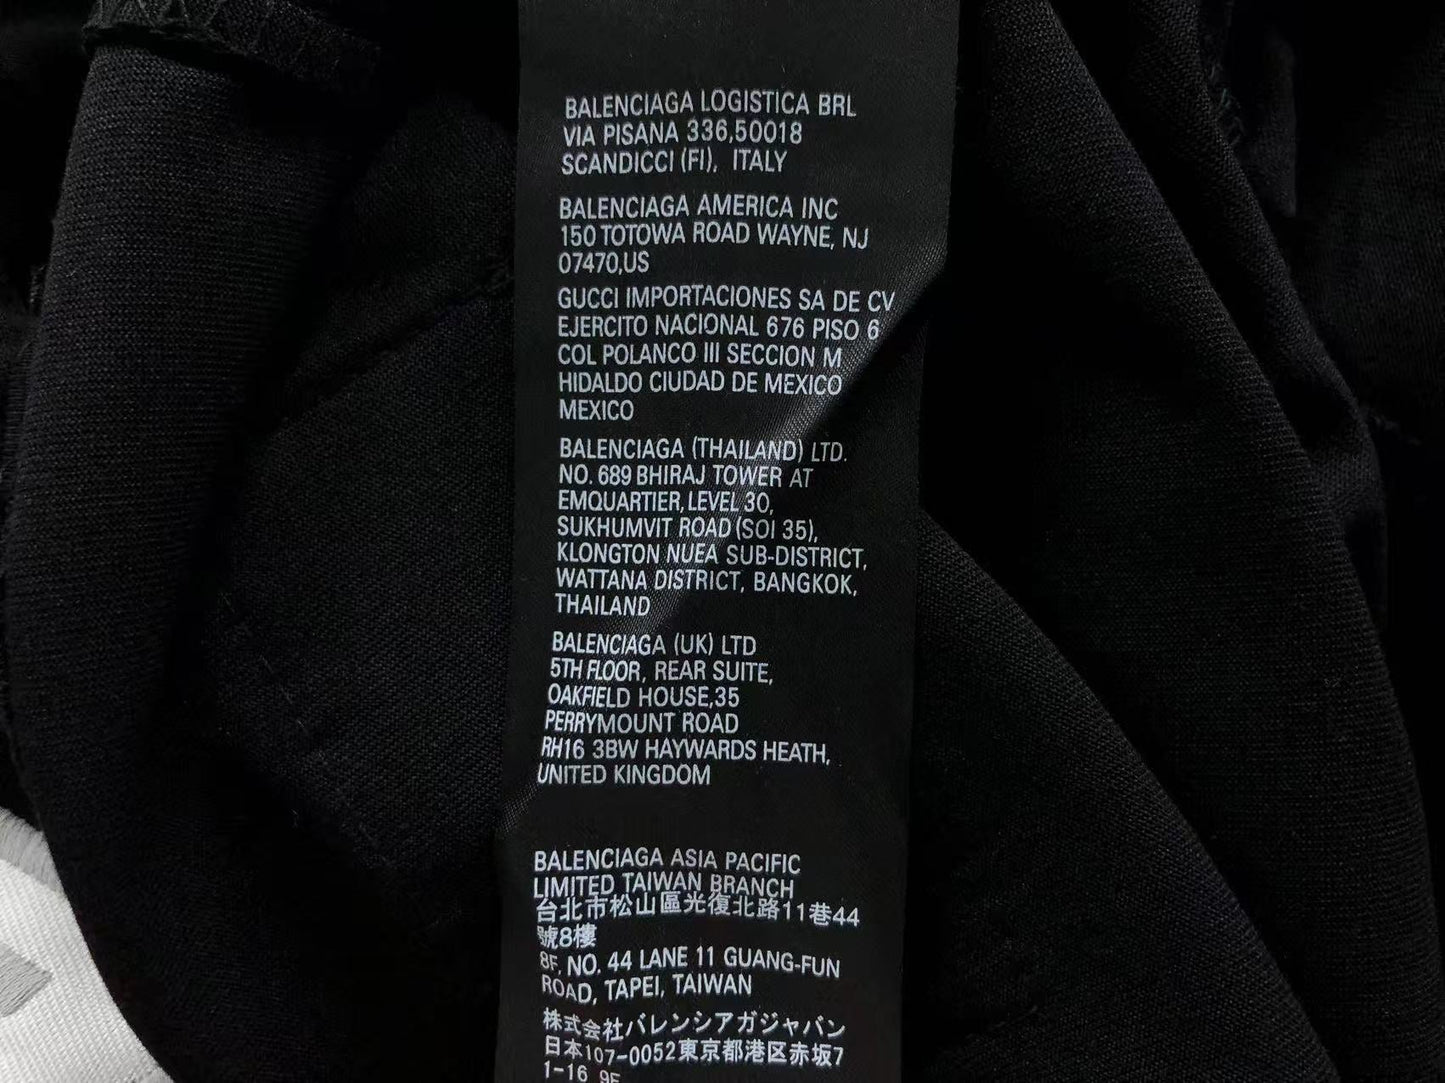 BALENCIAGA LOGISTICA BRL
VIA PISANA 336,50018
SCANDICCI (FI), ITALY
BALENCIAGA AMERICA INC
150 TOTOWA ROAD WAYNE, NJ
07470,US
GUCCI IMPORTACIONES SA DE CV
EJERCITO NACIONAL 676 PISO 6
COL POLANCO III SECCION M
HIDALDO CIUDAD DE MEXICO
MEXICO
BALENCIAGA (THAILAND) LTD.
NO. 689 BHIRAJ TOWER AT
EMQUARTIER, LEVEL 30,
SUKHUMVIT ROAD (SOI 35),
KLONGTON NUEA SUB-DISTRICT,
WATTANA DISTRICT, BANGKOK,
THAILAND
BALENCIAGA (UK) LTD
5TH FLOOR, REAR SUITE,
OAKFIELD HOUSE,35
PERRYMOUNT ROAD
RH16 3BW HAYWARDS HEATH,
UNITED KINGDOM
BALENCIAGA ASIA PACIFIC
LIMITED TAIWAN BRANCH
台北市松山區光復北路11巷44
號8樓
8F, NO. 44 LANE 11 GUANG-FUN
ROAD, TAPEI, TAIWAN
株式会社バレンシアガジャパン
日本107-0052東京都港区赤坂7
1-16 9F